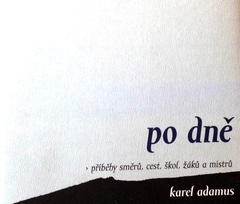 po dně
› příběhy směrů, cest, škol, žáků a mistrů
karel adamus